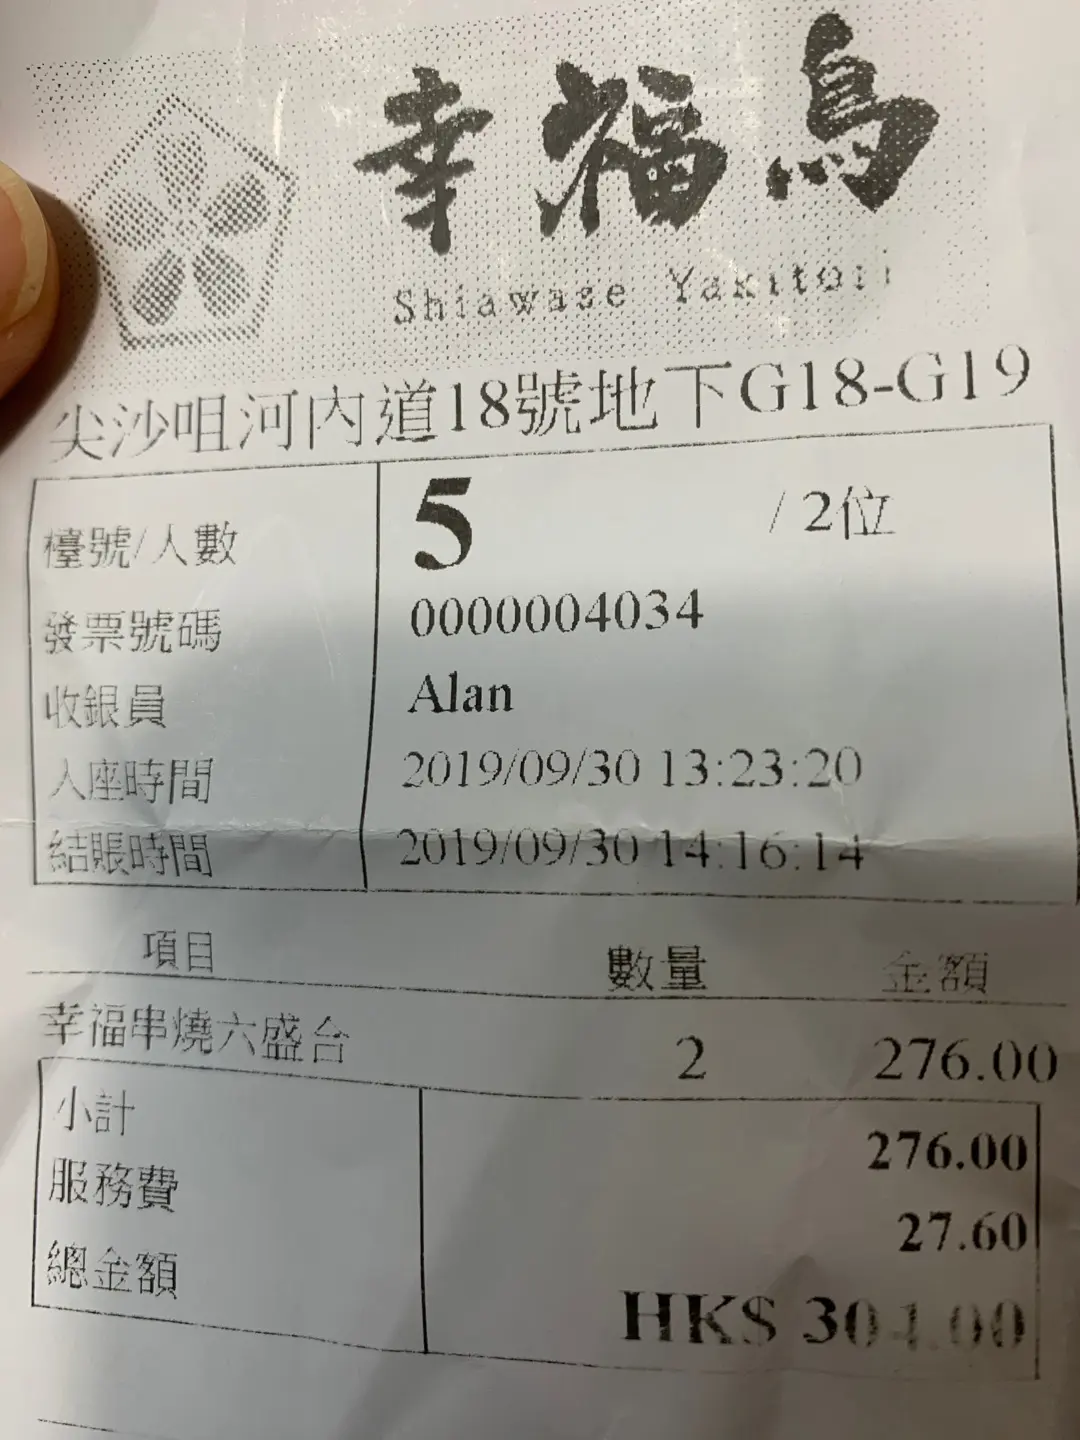 幸福鳥
Shiawase Yakitori
尖沙咀河內道18號地下G18-G19
檯號/人數 5 / 2位
發票號碼 0000004034
收銀員 Alan
入座時間 2019/09/30 13:23:20
結賬時間 2019/09/30 14:16:14
項目 數量 金額
幸福串燒六盛台 2 276.00
小計 276.00
服務費 27.60
總金額 HK$ 304.00